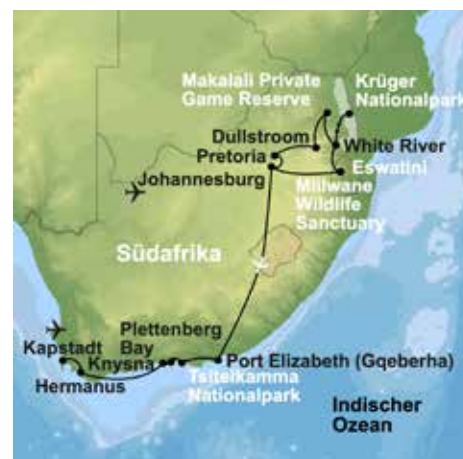 Makalali Private
Game Reserve
Krüger
Nationalpark
Dullstroom
Pretoria
White River
Johannesburg
Eswatini
Mlilwane
Wildlife
Sanctuary
Südafrika
Plettenberg
Bay
Kapstadt
Knysna
Hermanus
Port Elizabeth (Gqeberha)
Tsitsikamma
Nationalpark
Indischer
Ozean